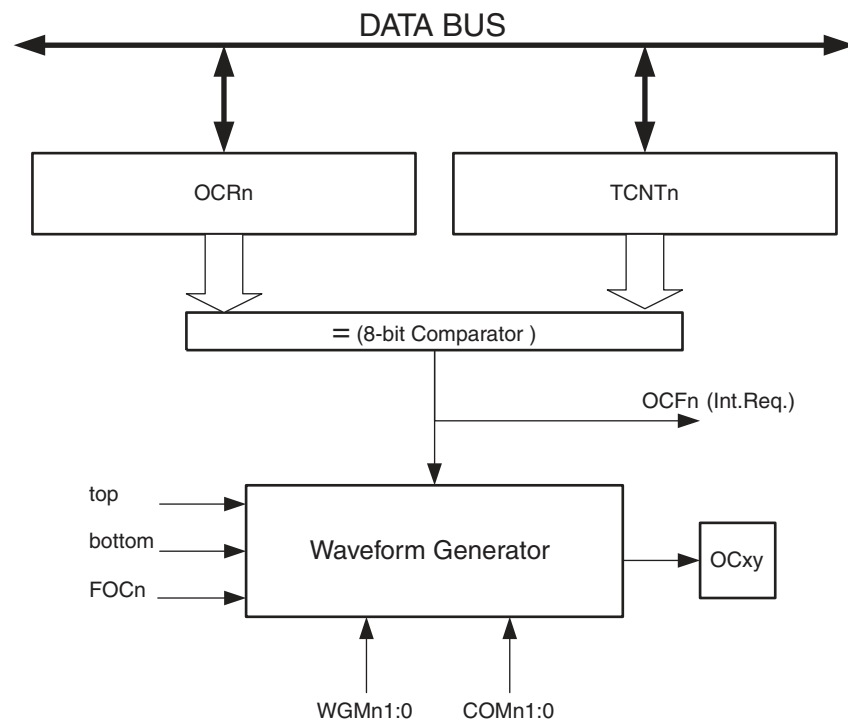 DATA BUS
OCRn
TCNTn
= (8-bit Comparator )
OCFn (Int.Req.)
top
bottom
FOCn
Waveform Generator
OCxy
WGMn1:0
COMn1:0